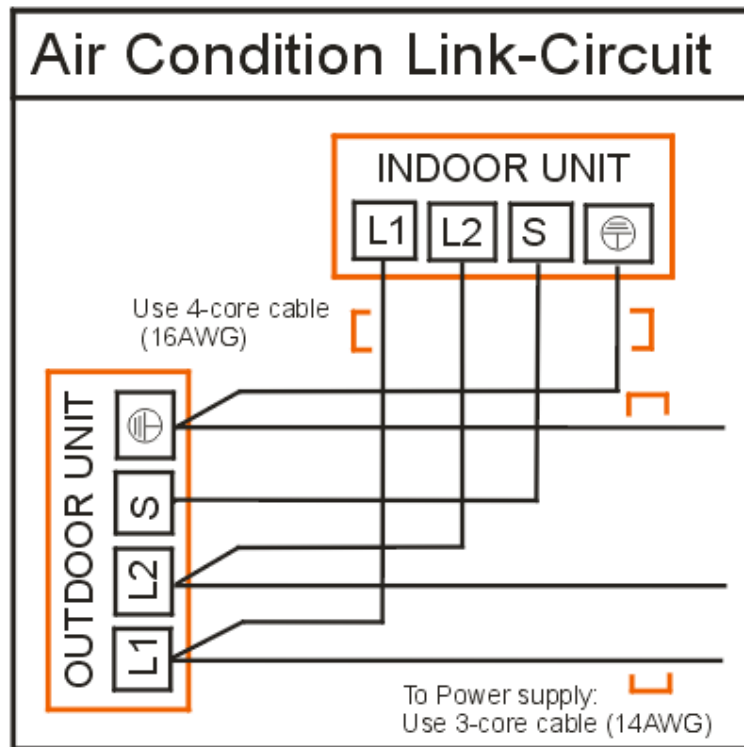 Air Condition Link-Circuit
INDOOR UNIT
L1 L2 S
Use 4-core cable
(16AWG)
OUTDOOR UNIT
S
L2
L1
To Power supply:
Use 3-core cable (14AWG)